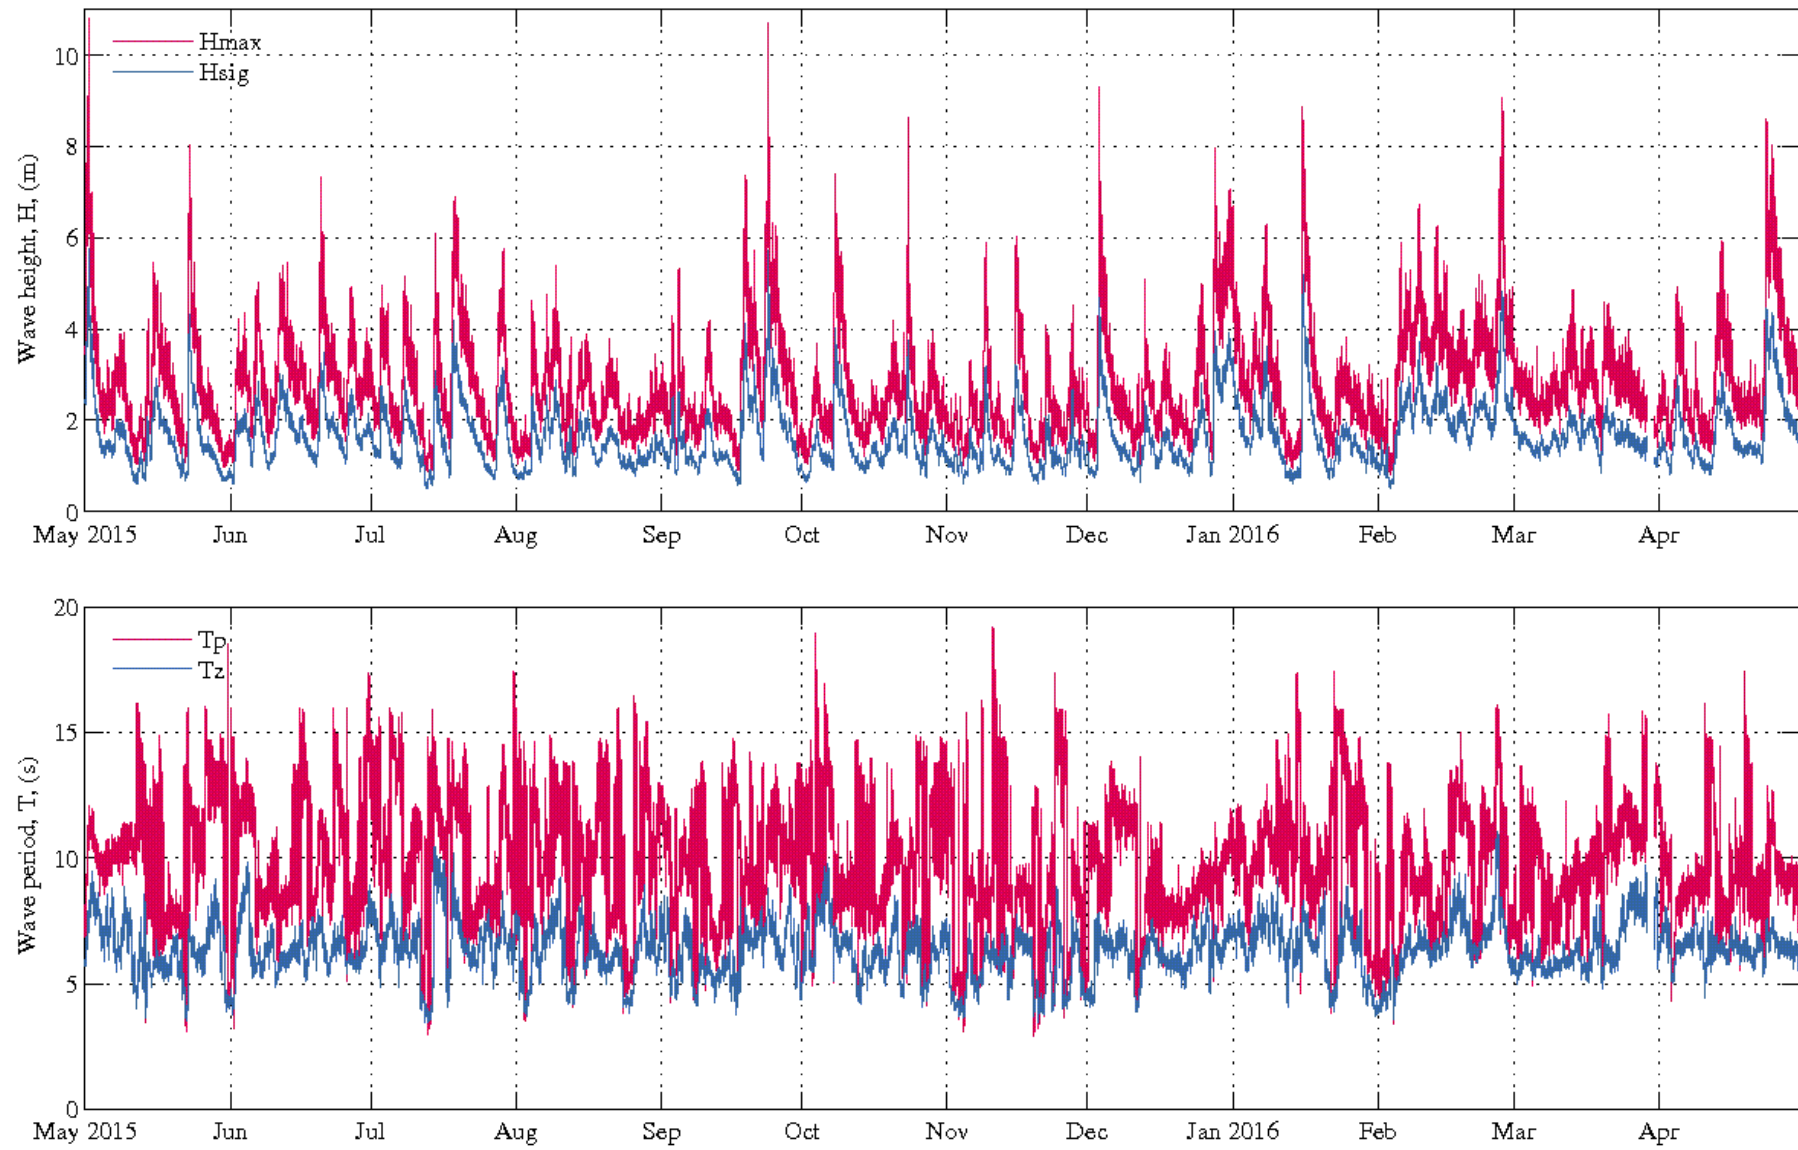 Hmax
Hsig
Wave height, H, (m)
10
8
6
4
2
0
May 2015 Jun Jul Aug Sep Oct Nov Dec Jan 2016 Feb Mar Apr
Tp
Tz
Wave period, T, (s)
20
15
10
5
0
May 2015 Jun Jul Aug Sep Oct Nov Dec Jan 2016 Feb Mar Apr